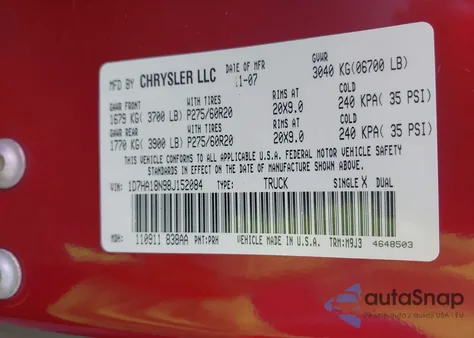 MFD BY CHRYSLER LLC DATE OF MFR 11-07 GVWR 3040 KG(06700 LB)
GAWR FRONT WITH TIRES RIMS AT COLD
1679 KG( 3700 LB) P275/60R20 20X9.0 240 KPA( 35 PSI)
GAWR REAR WITH TIRES RIMS AT COLD
1770 KG( 3900 LB) P275/60R20 20X9.0 240 KPA( 35 PSI)
THIS VEHICLE CONFORMS TO ALL APPLICABLE U.S.A. FEDERAL MOTOR VEHICLE SAFETY
STANDARDS IN EFFECT ON THE DATE OF MANUFACTURE SHOWN ABOVE.
VIN: 1D7HA18N98J152084 TYPE: TRUCK SINGLE X DUAL
MDH: 110911 838AA PNT:PRH VEHICLE MADE IN U.S.A. TRM:M9J3 4648503
autoSnap